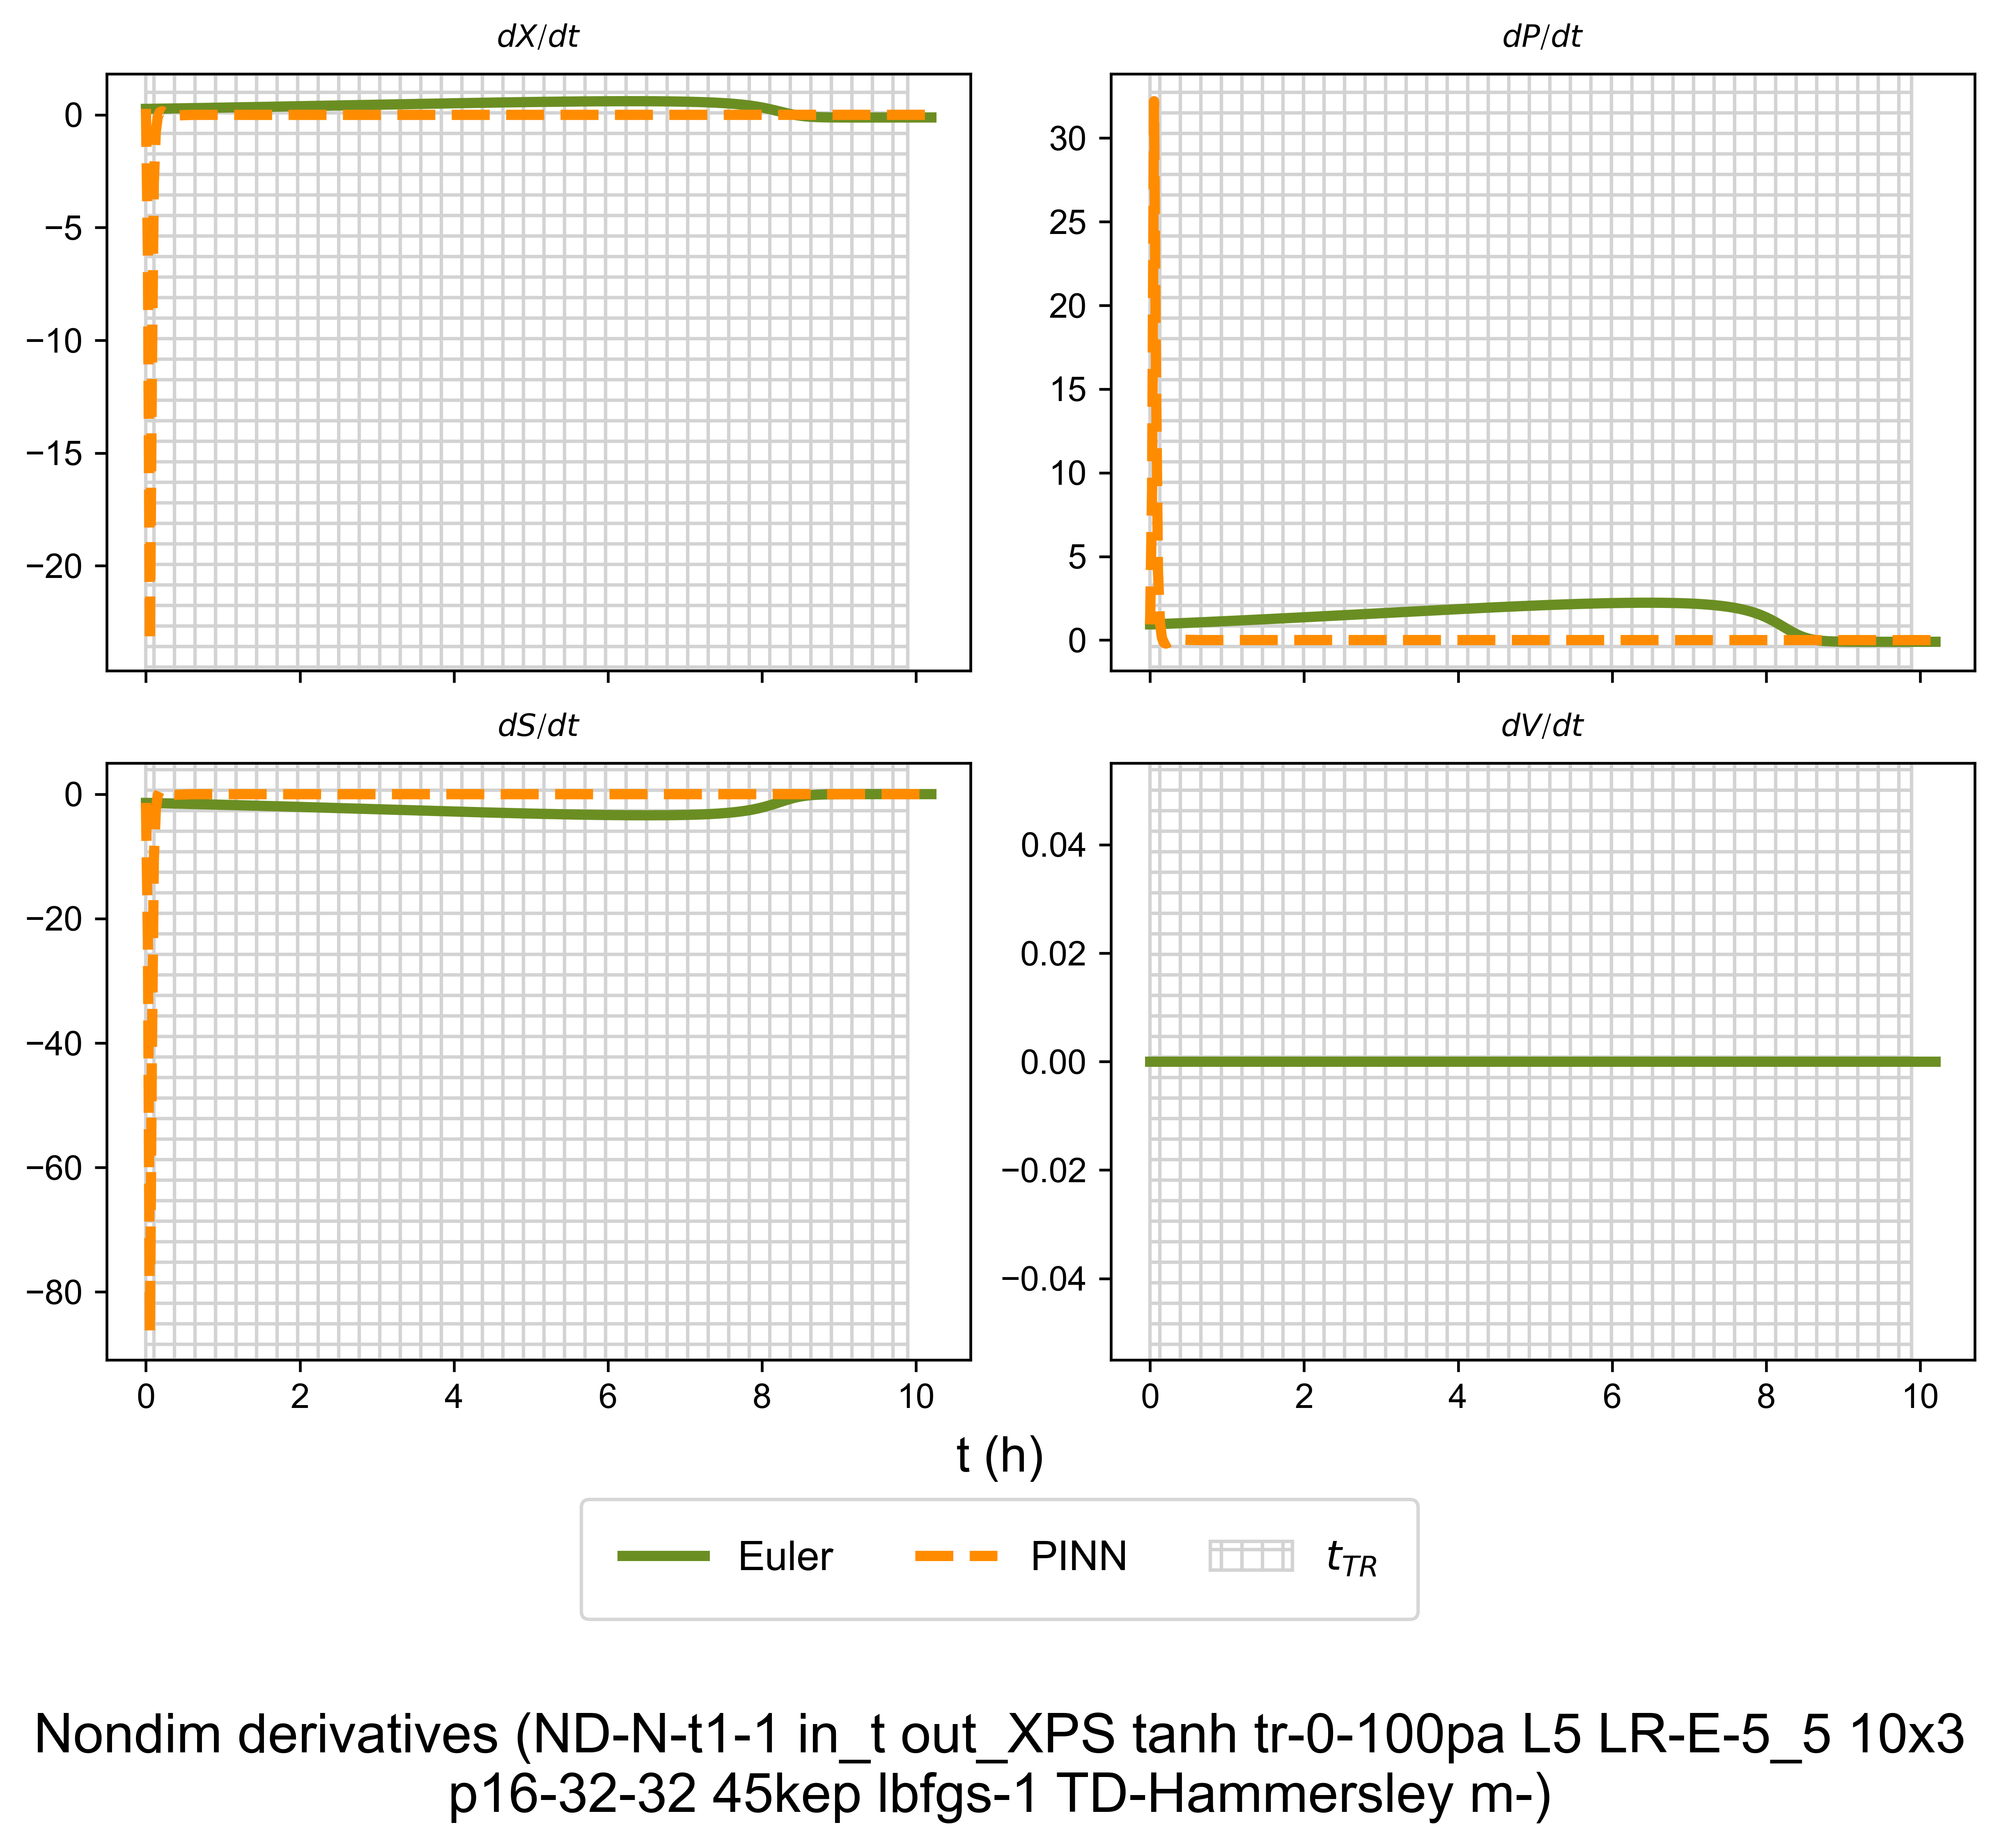 dX/dt
dP/dt
0
−5
−10
−15
−20
30
25
20
15
10
5
0
dS/dt
dV/dt
0
−20
−40
−60
−80
0.04
0.02
0.00
−0.02
−0.04
0 2 4 6 8 10
0 2 4 6 8 10
t (h)
Euler PINN t_TR
Nondim derivatives (ND-N-t1-1 in_t out_XPS tanh tr-0-100pa L5 LR-E-5_5 10x3
p16-32-32 45kep lbfgs-1 TD-Hammersley m-)